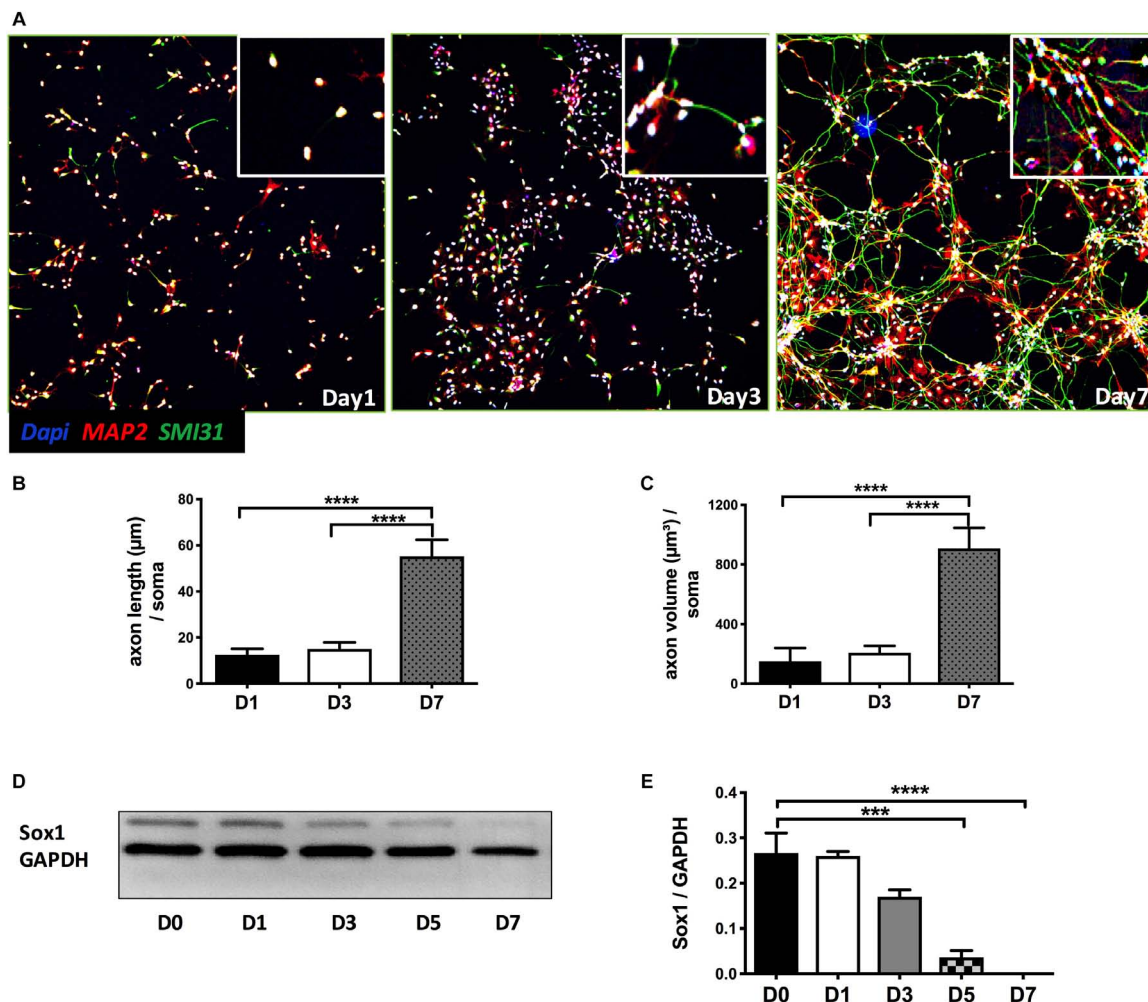 A
Day1
Day3
Day7
Dapi MAP2 SMI31
B
axon length (µm)
/ soma
80
60
40
20
0
****
****
D1 D3 D7
C
axon volume (µm³) /
soma
1200
800
400
0
****
****
D1 D3 D7
D
Sox1
GAPDH
D0 D1 D3 D5 D7
E
Sox1 / GAPDH
0.4
0.3
0.2
0.1
0.0
****
***
D0 D1 D3 D5 D7